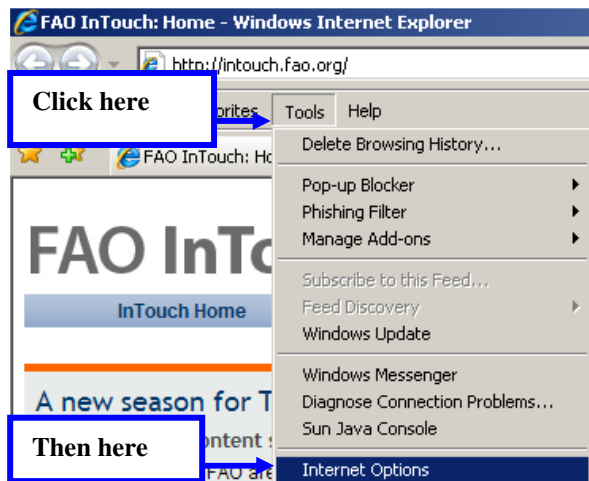 FAO InTouch: Home - Windows Internet Explorer
http://intouch.fao.org/
Click here
Tools Help
FAO InTouch: Ho
Delete Browsing History...
Pop-up Blocker
Phishing Filter
Manage Add-ons
FAO InTo
Subscribe to this Feed...
InTouch Home
Feed Discovery
Windows Update
Windows Messenger
A new season for T
Diagnose Connection Problems...
Sun Java Console
Then here
Internet Options
FAO are